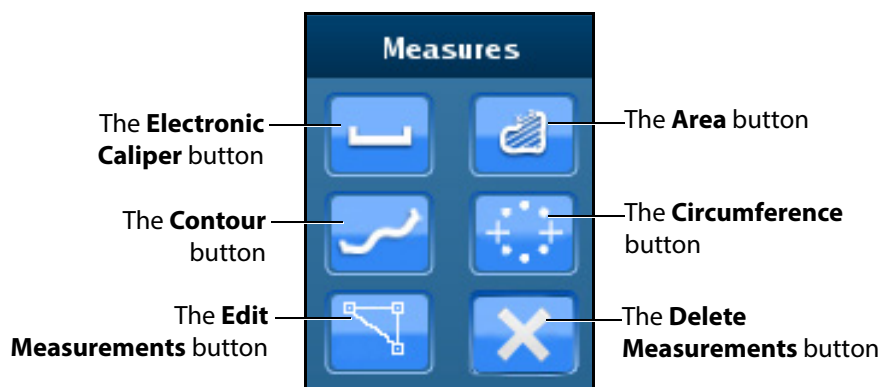 Measures
The Electronic
Caliper button
The Area button
The Contour
button
The Circumference
button
The Edit
Measurements button
The Delete
Measurements button